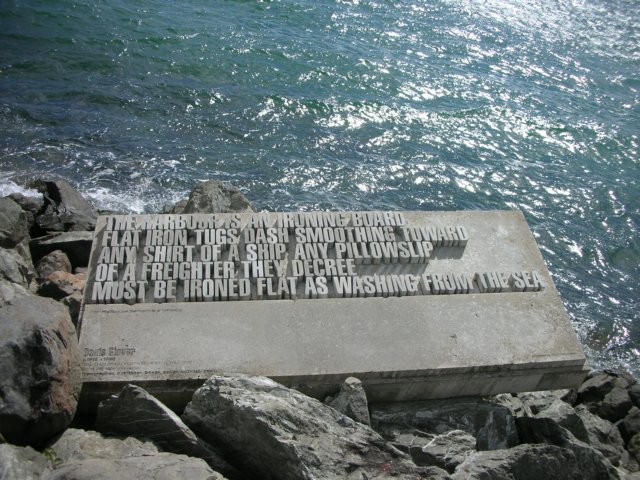 THE HARBOUR IS AN IRONING BOARD
FLAT IRON TUGS DASH SMOOTHING TOWARD
ANY SHIRT OF A SHIP, ANY PILLOWSLIP
OF A FREIGHTER THEY DECREE
MUST BE IRONED FLAT AS WASHING FROM THE SEA
Denis Glover